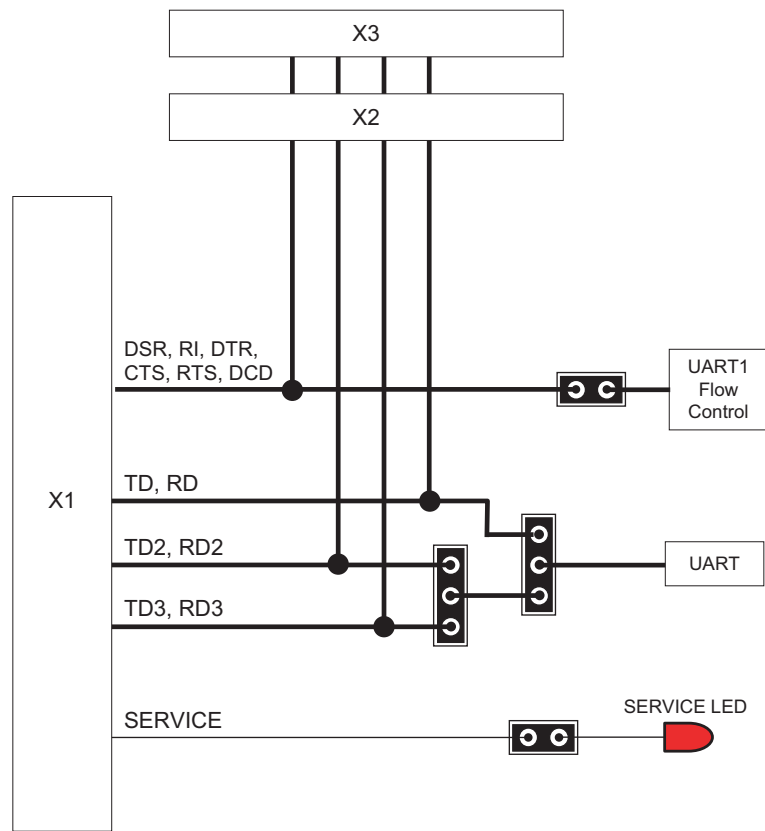 X3
X2
DSR, RI, DTR,
CTS, RTS, DCD
UART1
Flow
Control
X1
TD, RD
TD2, RD2
UART
TD3, RD3
SERVICE
SERVICE LED